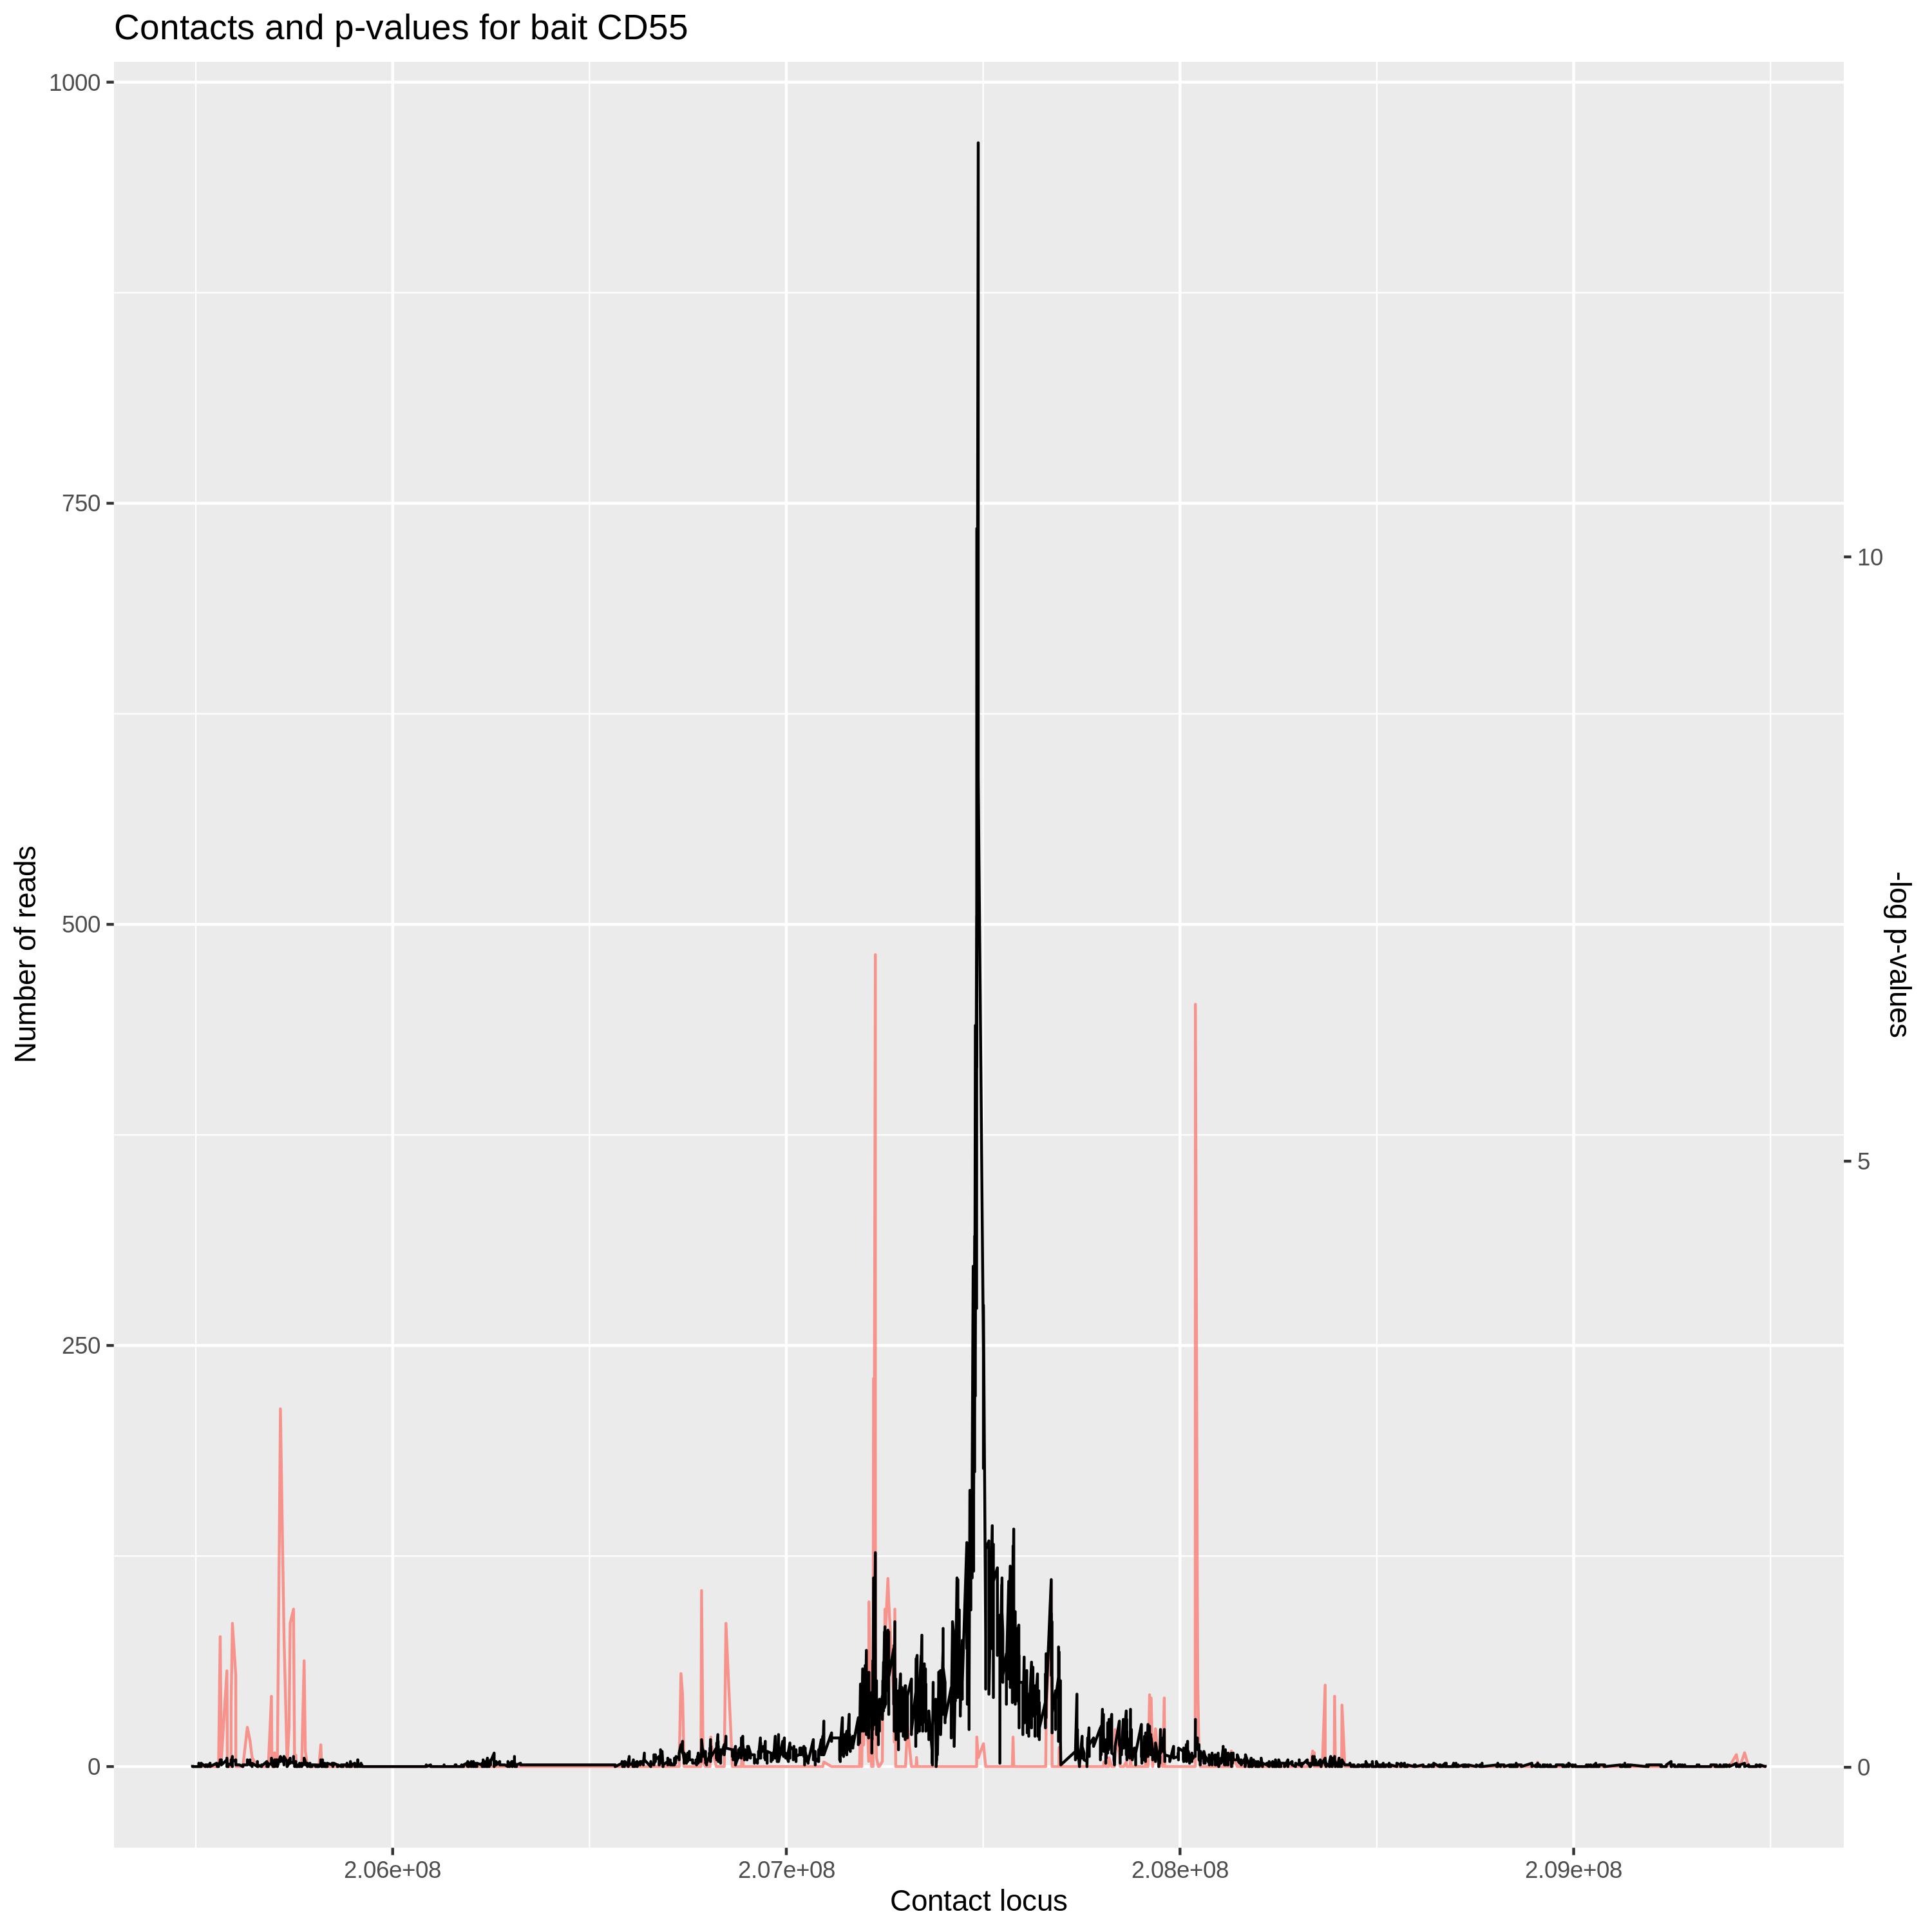 Contacts and p-values for bait CD55
1000
750
500
250
0
Number of reads
10
5
0
-log p-values
2.06e+08
2.07e+08
2.08e+08
2.09e+08
Contact locus